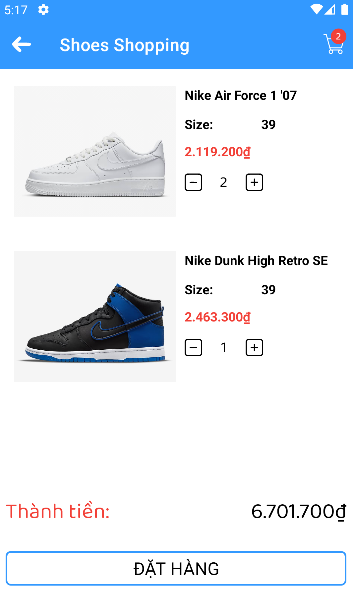 5:17
Shoes Shopping
2
Nike Air Force 1 '07
Size: 39
2.119.200₫
2
Nike Dunk High Retro SE
Size: 39
2.463.300₫
1
Thành tiền: 6.701.700₫
ĐẶT HÀNG